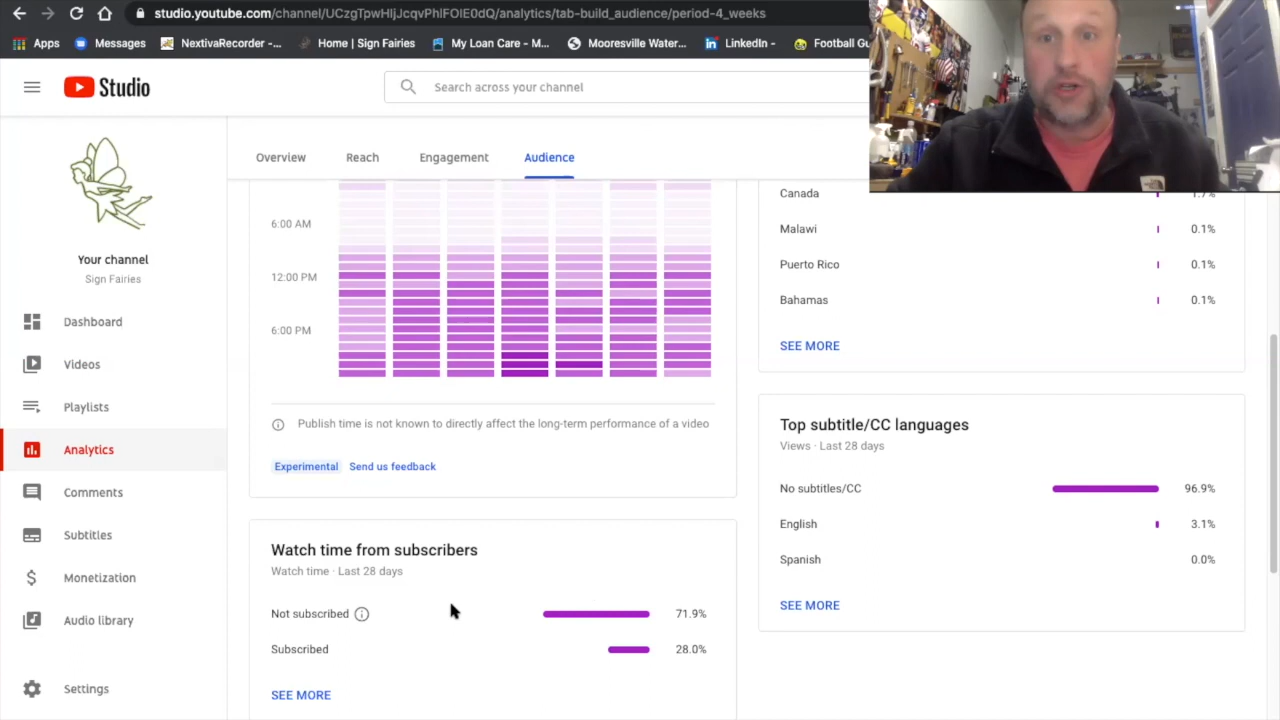 studio.youtube.com/channel/UCzgTpwHIjJcqvPhlFOIE0dQ/analytics/tab-build_audience/period-4_weeks
Apps Messages NextivaRecorder -... Home | Sign Fairies My Loan Care - M... Mooresville Water... LinkedIn - Football Gu
Studio
Search across your channel
Your channel
Sign Fairies
Dashboard
Videos
Playlists
Analytics
Comments
Subtitles
Monetization
Audio library
Settings
Overview Reach Engagement Audience
6:00 AM
12:00 PM
6:00 PM
Publish time is not known to directly affect the long-term performance of a video
Experimental Send us feedback
Watch time from subscribers
Watch time · Last 28 days
Not subscribed 71.9%
Subscribed 28.0%
SEE MORE
Canada 1.7%
Malawi 0.1%
Puerto Rico 0.1%
Bahamas 0.1%
SEE MORE
Top subtitle/CC languages
Views · Last 28 days
No subtitles/CC 96.9%
English 3.1%
Spanish 0.0%
SEE MORE